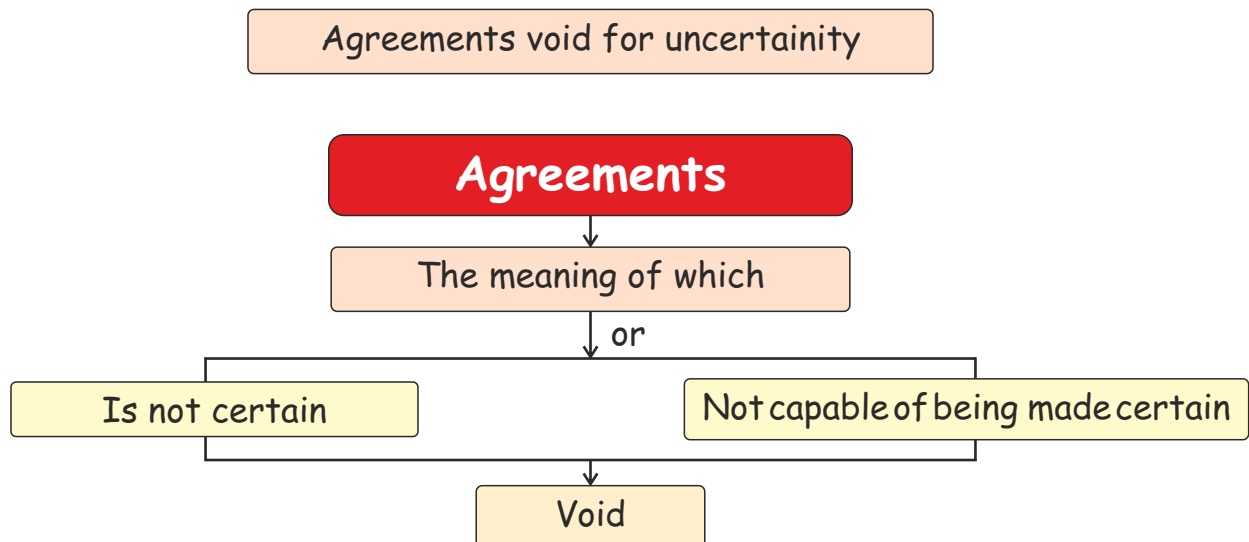 Agreements void for uncertainity
Agreements
The meaning of which
or
Is not certain
Not capable of being made certain
Void